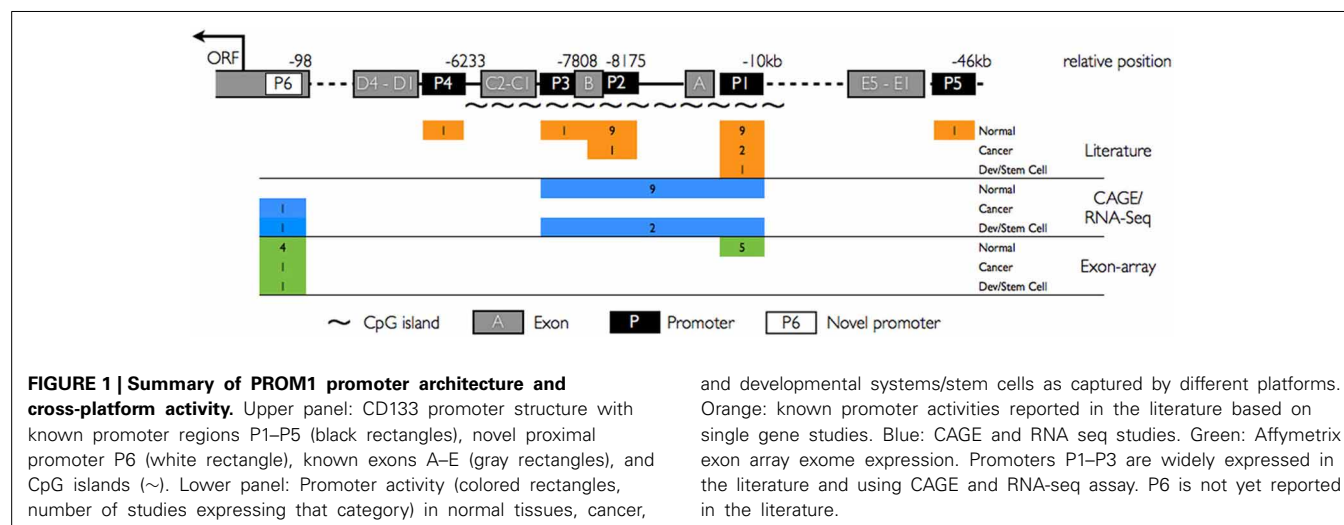 ORF -98 -6233 -7808 -8175 -10kb -46kb relative position
P6 D4 - D1 P4 C2-C1 P3 B P2 A P1 E5 - E1 P5
1 1 9 9 1 Normal
1 2 Cancer Literature
1 Dev/Stem Cell
9 Normal
1 Cancer CAGE/
RNA-Seq
1 2 Dev/Stem Cell
4 5 Normal
1 Cancer Exon-array
1 Dev/Stem Cell
~ CpG island A Exon P Promoter P6 Novel promoter
FIGURE 1 | Summary of PROM1 promoter architecture and
cross-platform activity. Upper panel: CD133 promoter structure with
known promoter regions P1–P5 (black rectangles), novel proximal
promoter P6 (white rectangle), known exons A–E (gray rectangles), and
CpG islands (~). Lower panel: Promoter activity (colored rectangles,
number of studies expressing that category) in normal tissues, cancer,
and developmental systems/stem cells as captured by different platforms.
Orange: known promoter activities reported in the literature based on
single gene studies. Blue: CAGE and RNA seq studies. Green: Affymetrix
exon array exome expression. Promoters P1–P3 are widely expressed in
the literature and using CAGE and RNA-seq assay. P6 is not yet reported
in the literature.